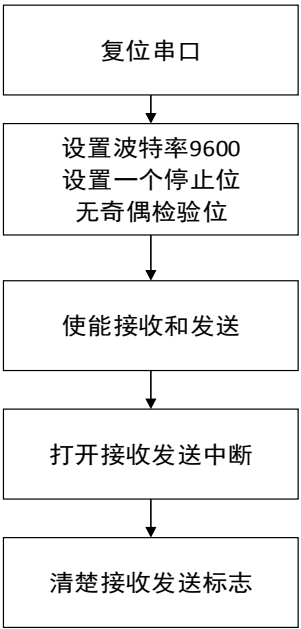 复位串口
设置波特率9600
设置一个停止位
无奇偶检验位
使能接收和发送
打开接收发送中断
清楚接收发送标志